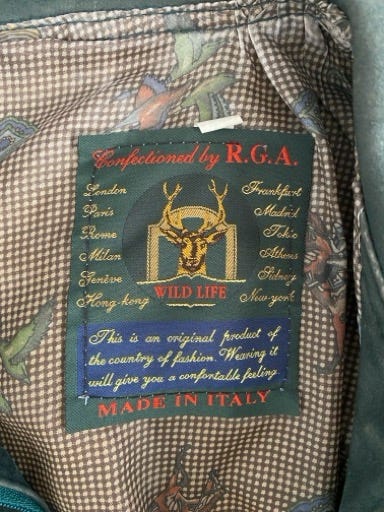 Confectioned by R.G.A.
London Frankfurt
Paris Madrid
Rome Tokio
Milan Athens
Genève Sidney
Hong-kong New-york
WILD LIFE
This is an original product of
the country of fashion. Wearing it
will give you a confortable feeling.
MADE IN ITALY